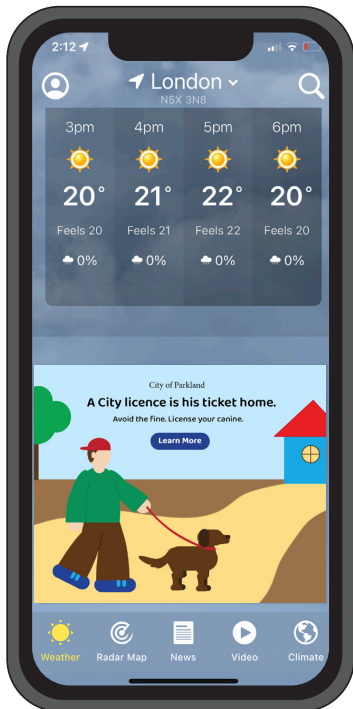 2:12
London
N5X 3N8
3pm 4pm 5pm 6pm
20° 21° 22° 20°
Feels 20 Feels 21 Feels 22 Feels 20
0% 0% 0% 0%
City of Parkland
A City licence is his ticket home.
Avoid the fine. License your canine.
Learn More
Weather Radar Map News Video Climate